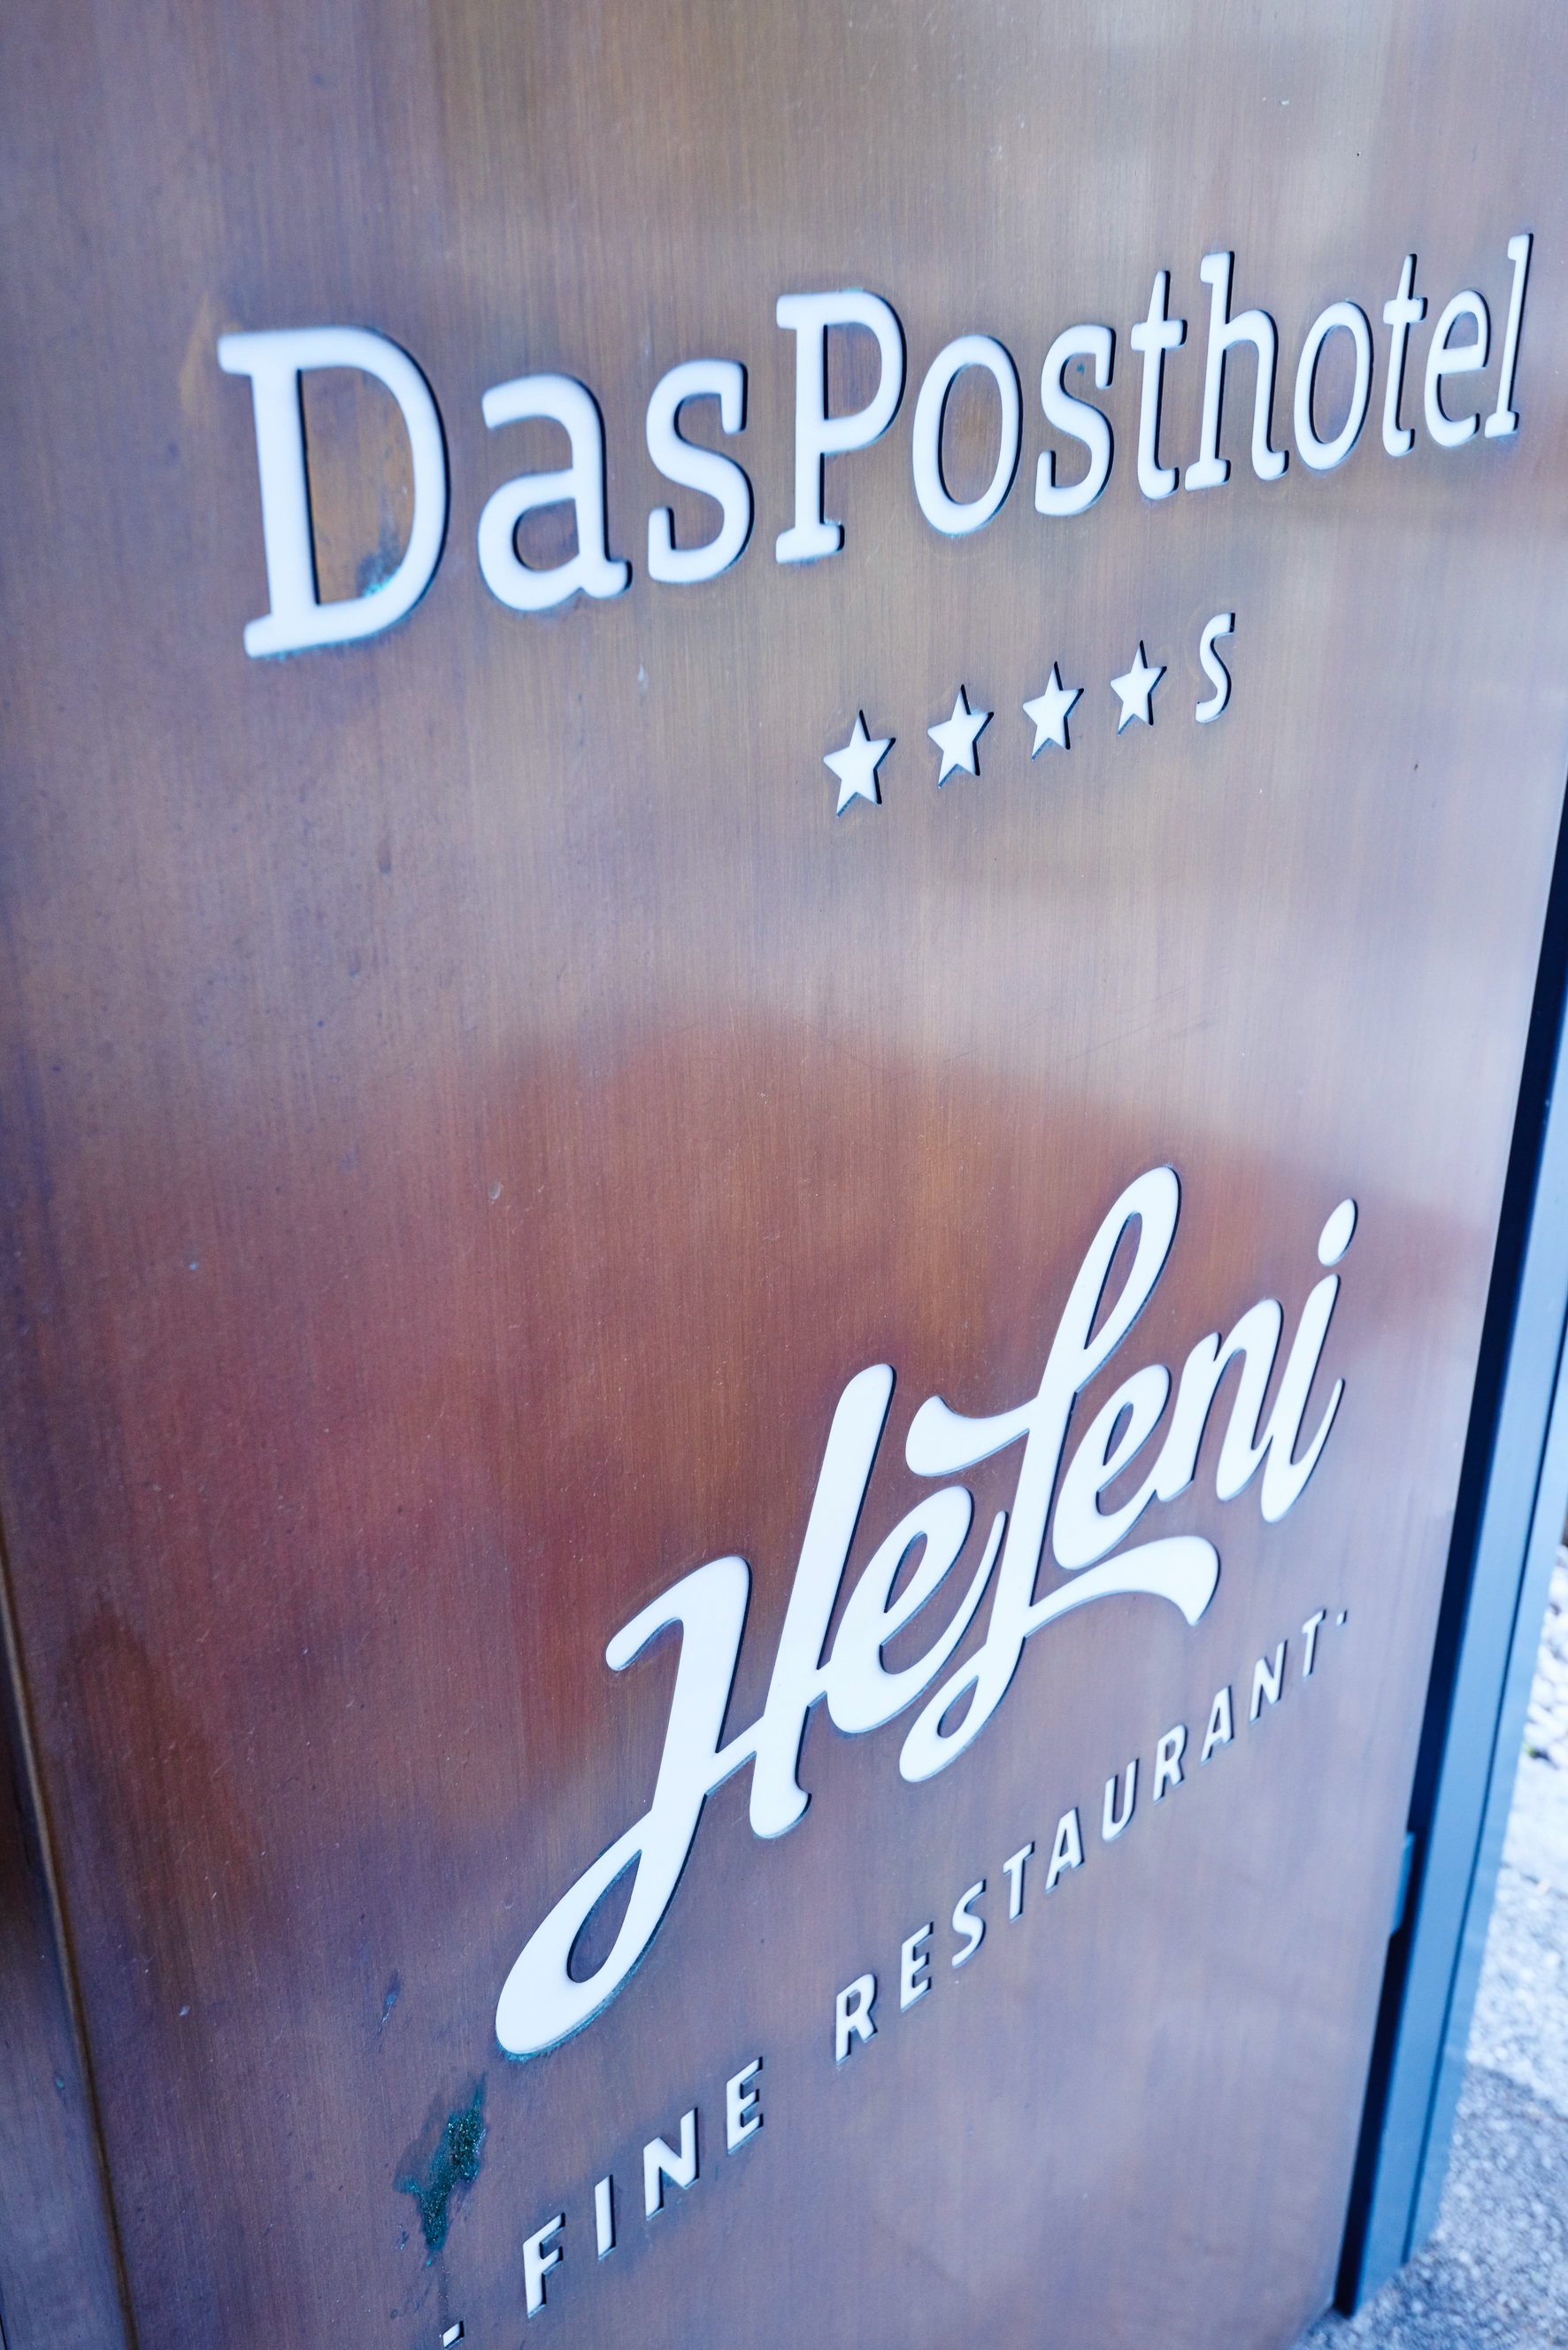 DasPosthotel
★★★★S
HeLeni
· FINE RESTAURANT ·